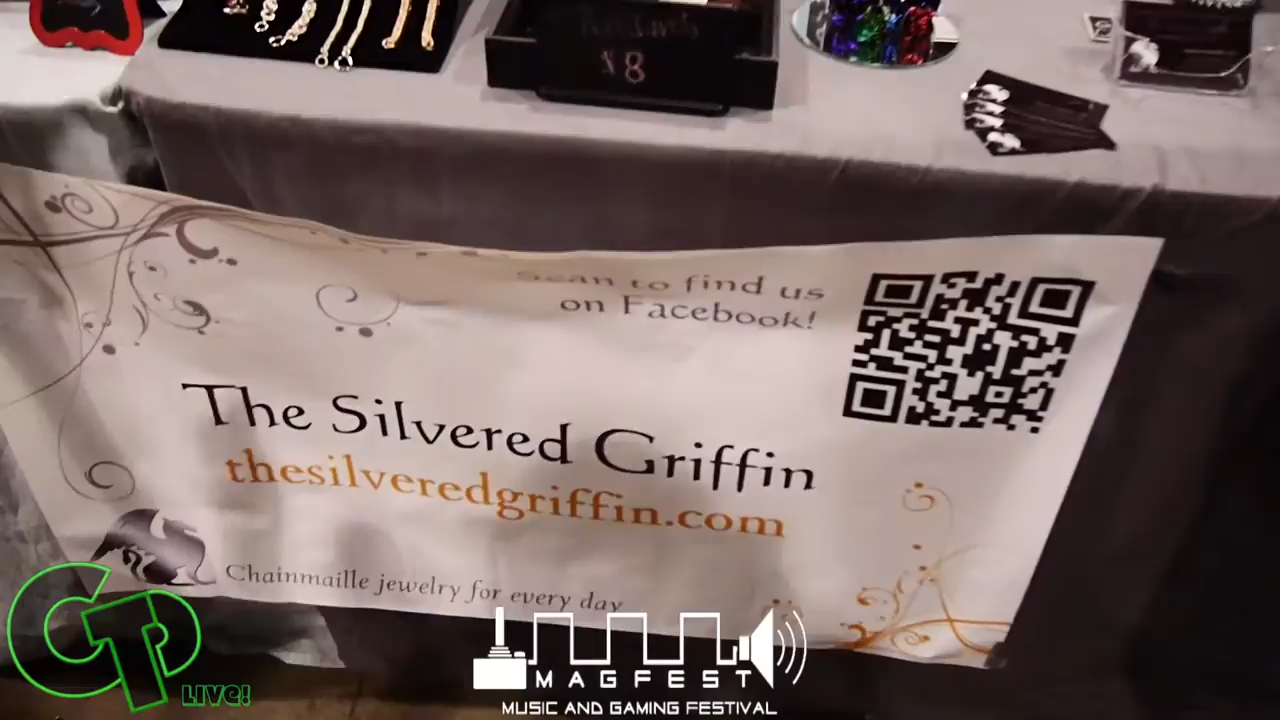 $8
Scan to find us
on Facebook!
The Silvered Griffin
thesilveredgriffin.com
Chainmaille jewelry for every day
GTP
LIVE!
MAGFEST
MUSIC AND GAMING FESTIVAL